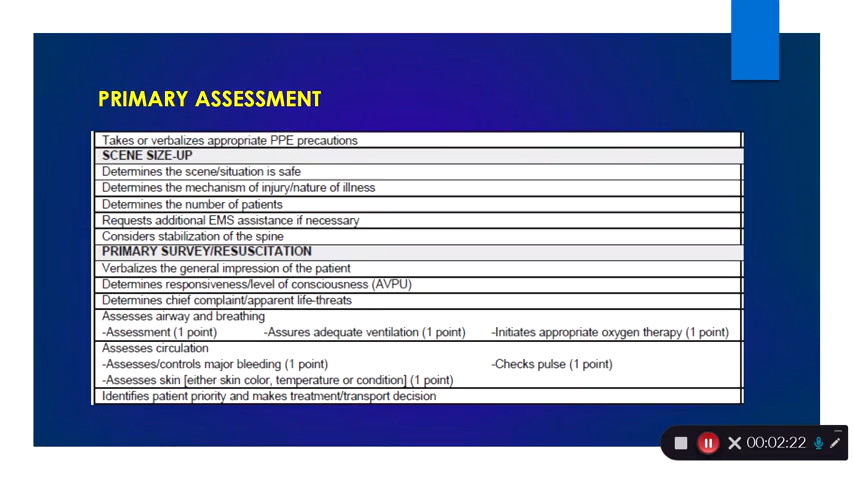 PRIMARY ASSESSMENT
Takes or verbalizes appropriate PPE precautions
SCENE SIZE-UP
Determines the scene/situation is safe
Determines the mechanism of injury/nature of illness
Determines the number of patients
Requests additional EMS assistance if necessary
Considers stabilization of the spine
PRIMARY SURVEY/RESUSCITATION
Verbalizes the general impression of the patient
Determines responsiveness/level of consciousness (AVPU)
Determines chief complaint/apparent life-threats
Assesses airway and breathing
-Assessment (1 point) -Assures adequate ventilation (1 point) -Initiates appropriate oxygen therapy (1 point)
Assesses circulation
-Assesses/controls major bleeding (1 point) -Checks pulse (1 point)
-Assesses skin [either skin color, temperature or condition] (1 point)
Identifies patient priority and makes treatment/transport decision
00:02:22